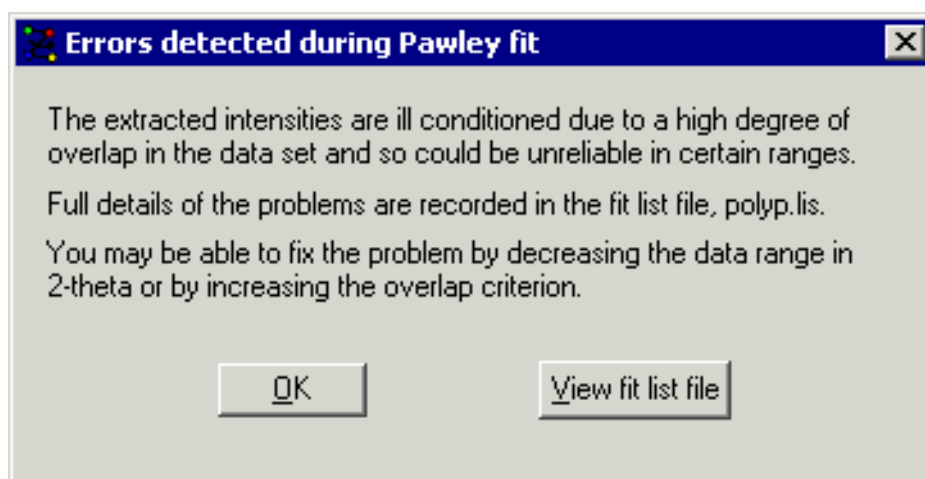 Errors detected during Pawley fit
The extracted intensities are ill conditioned due to a high degree of
overlap in the data set and so could be unreliable in certain ranges.
Full details of the problems are recorded in the fit list file, polyp.lis.
You may be able to fix the problem by decreasing the data range in
2-theta or by increasing the overlap criterion.
OK
View fit list file